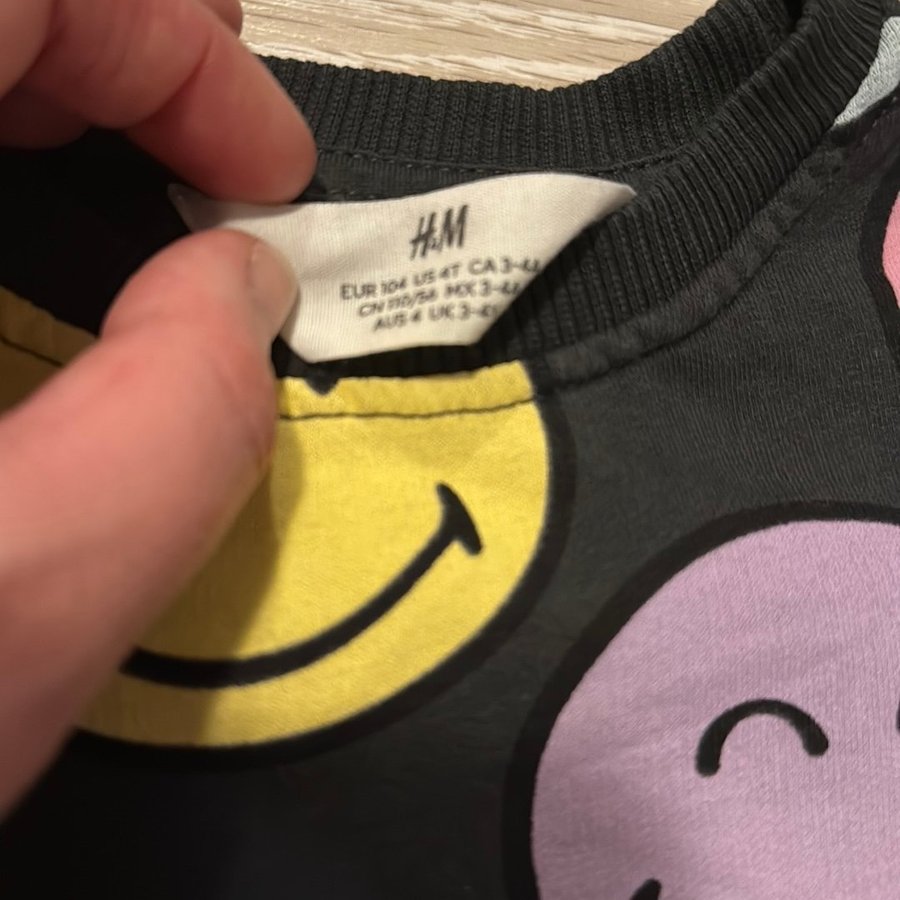 H&M
EUR 104 US 4T CA 3-4
CN 110/56 MX 3-4
AUS 4 UK 3-4